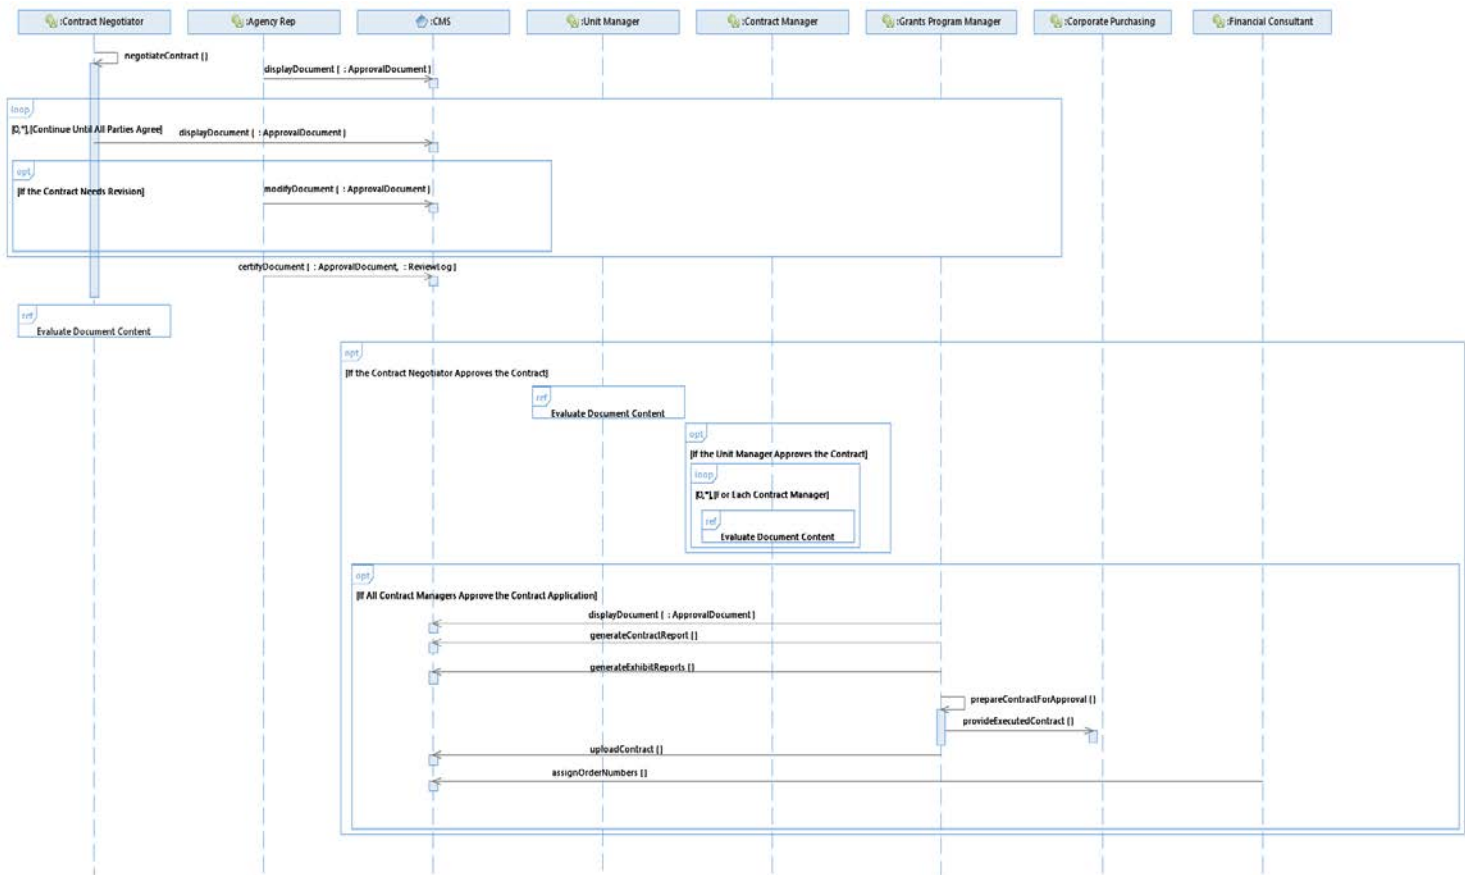 :Contract Negotiator
:Agency Rep
:CMS
:Unit Manager
:Contract Manager
:Grants Program Manager
:Corporate Purchasing
:Financial Consultant
negotiateContract ()
displayDocument ( : ApprovalDocument)
loop
[0,*],[Continue Until All Parties Agree]
displayDocument ( : ApprovalDocument)
opt
[If the Contract Needs Revision]
modifyDocument ( : ApprovalDocument)
certifyDocument ( : ApprovalDocument, : ReviewLog)
ref
Evaluate Document Content
opt
[If the Contract Negotiator Approves the Contract]
ref
Evaluate Document Content
opt
[If the Unit Manager Approves the Contract]
loop
[0,*],[For Each Contract Manager]
ref
Evaluate Document Content
opt
[If All Contract Managers Approve the Contract Application]
displayDocument ( : ApprovalDocument)
generateContractReport ()
generateExhibitReports ()
prepareContractForApproval ()
provideExecutedContract ()
uploadContract ()
assignOrderNumbers ()